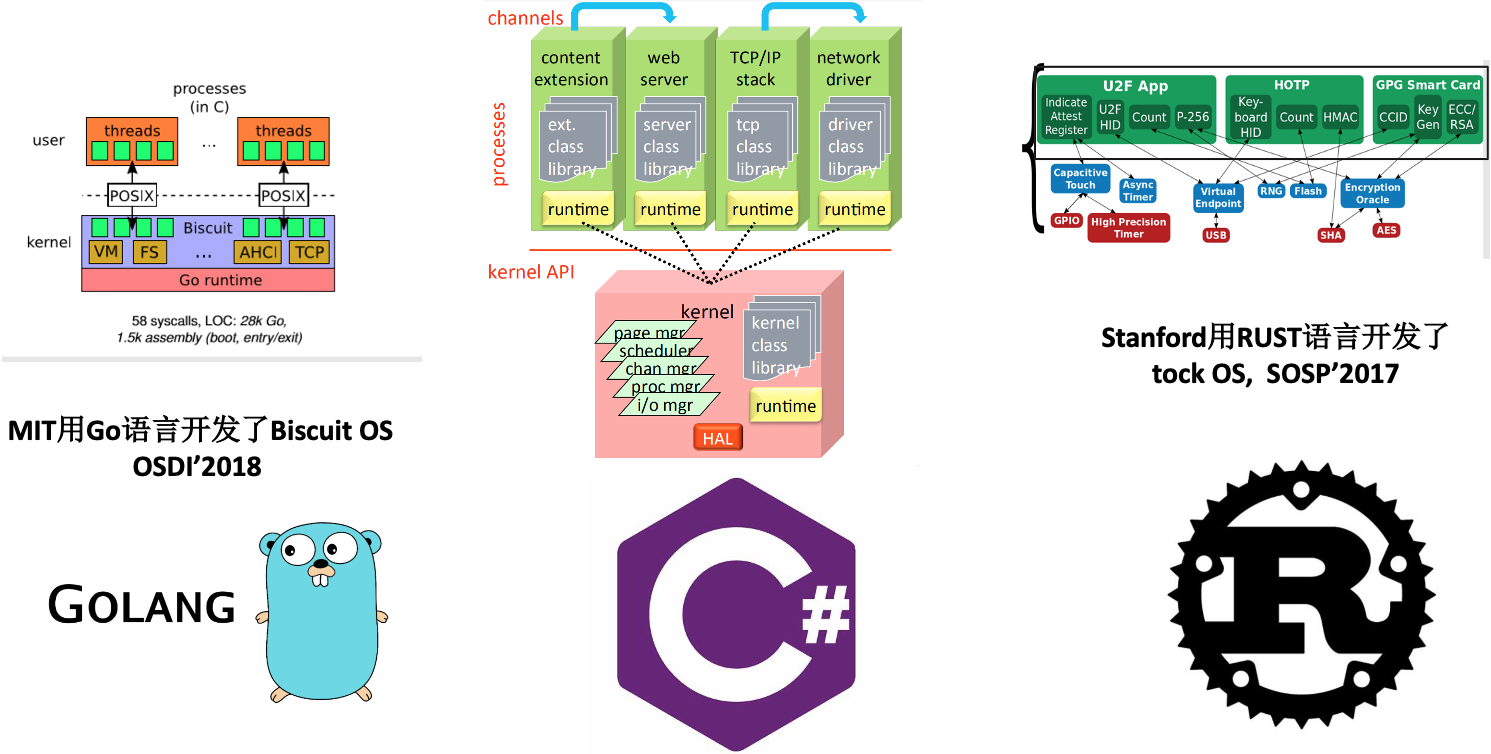 processes
(in C)
user
threads
...
threads
POSIX
POSIX
kernel
Biscuit
VM
FS
...
AHCI
TCP
Go runtime
58 syscalls, LOC: 28k Go,
1.5k assembly (boot, entry/exit)
MIT用Go语言开发了Biscuit OS
OSDI’2018
GOLANG
channels
processes
content
extension
web
server
TCP/IP
stack
network
driver
ext.
class
library
server
class
library
tcp
class
library
driver
class
library
runtime
runtime
runtime
runtime
kernel API
kernel
page mgr
scheduler
chan mgr
proc mgr
i/o mgr
kernel
class
library
runtime
HAL
C#
U2F App
Indicate
Attest
Register
U2F
HID
Count
P-256
HOTP
Key-
board
HID
Count
HMAC
GPG Smart Card
CCID
Key
Gen
ECC/
RSA
Capacitive
Touch
Async
Timer
Virtual
Endpoint
RNG
Flash
Encryption
Oracle
GPIO
High Precision
Timer
USB
SHA
AES
Stanford用RUST语言开发了
tock OS, SOSP’2017
R